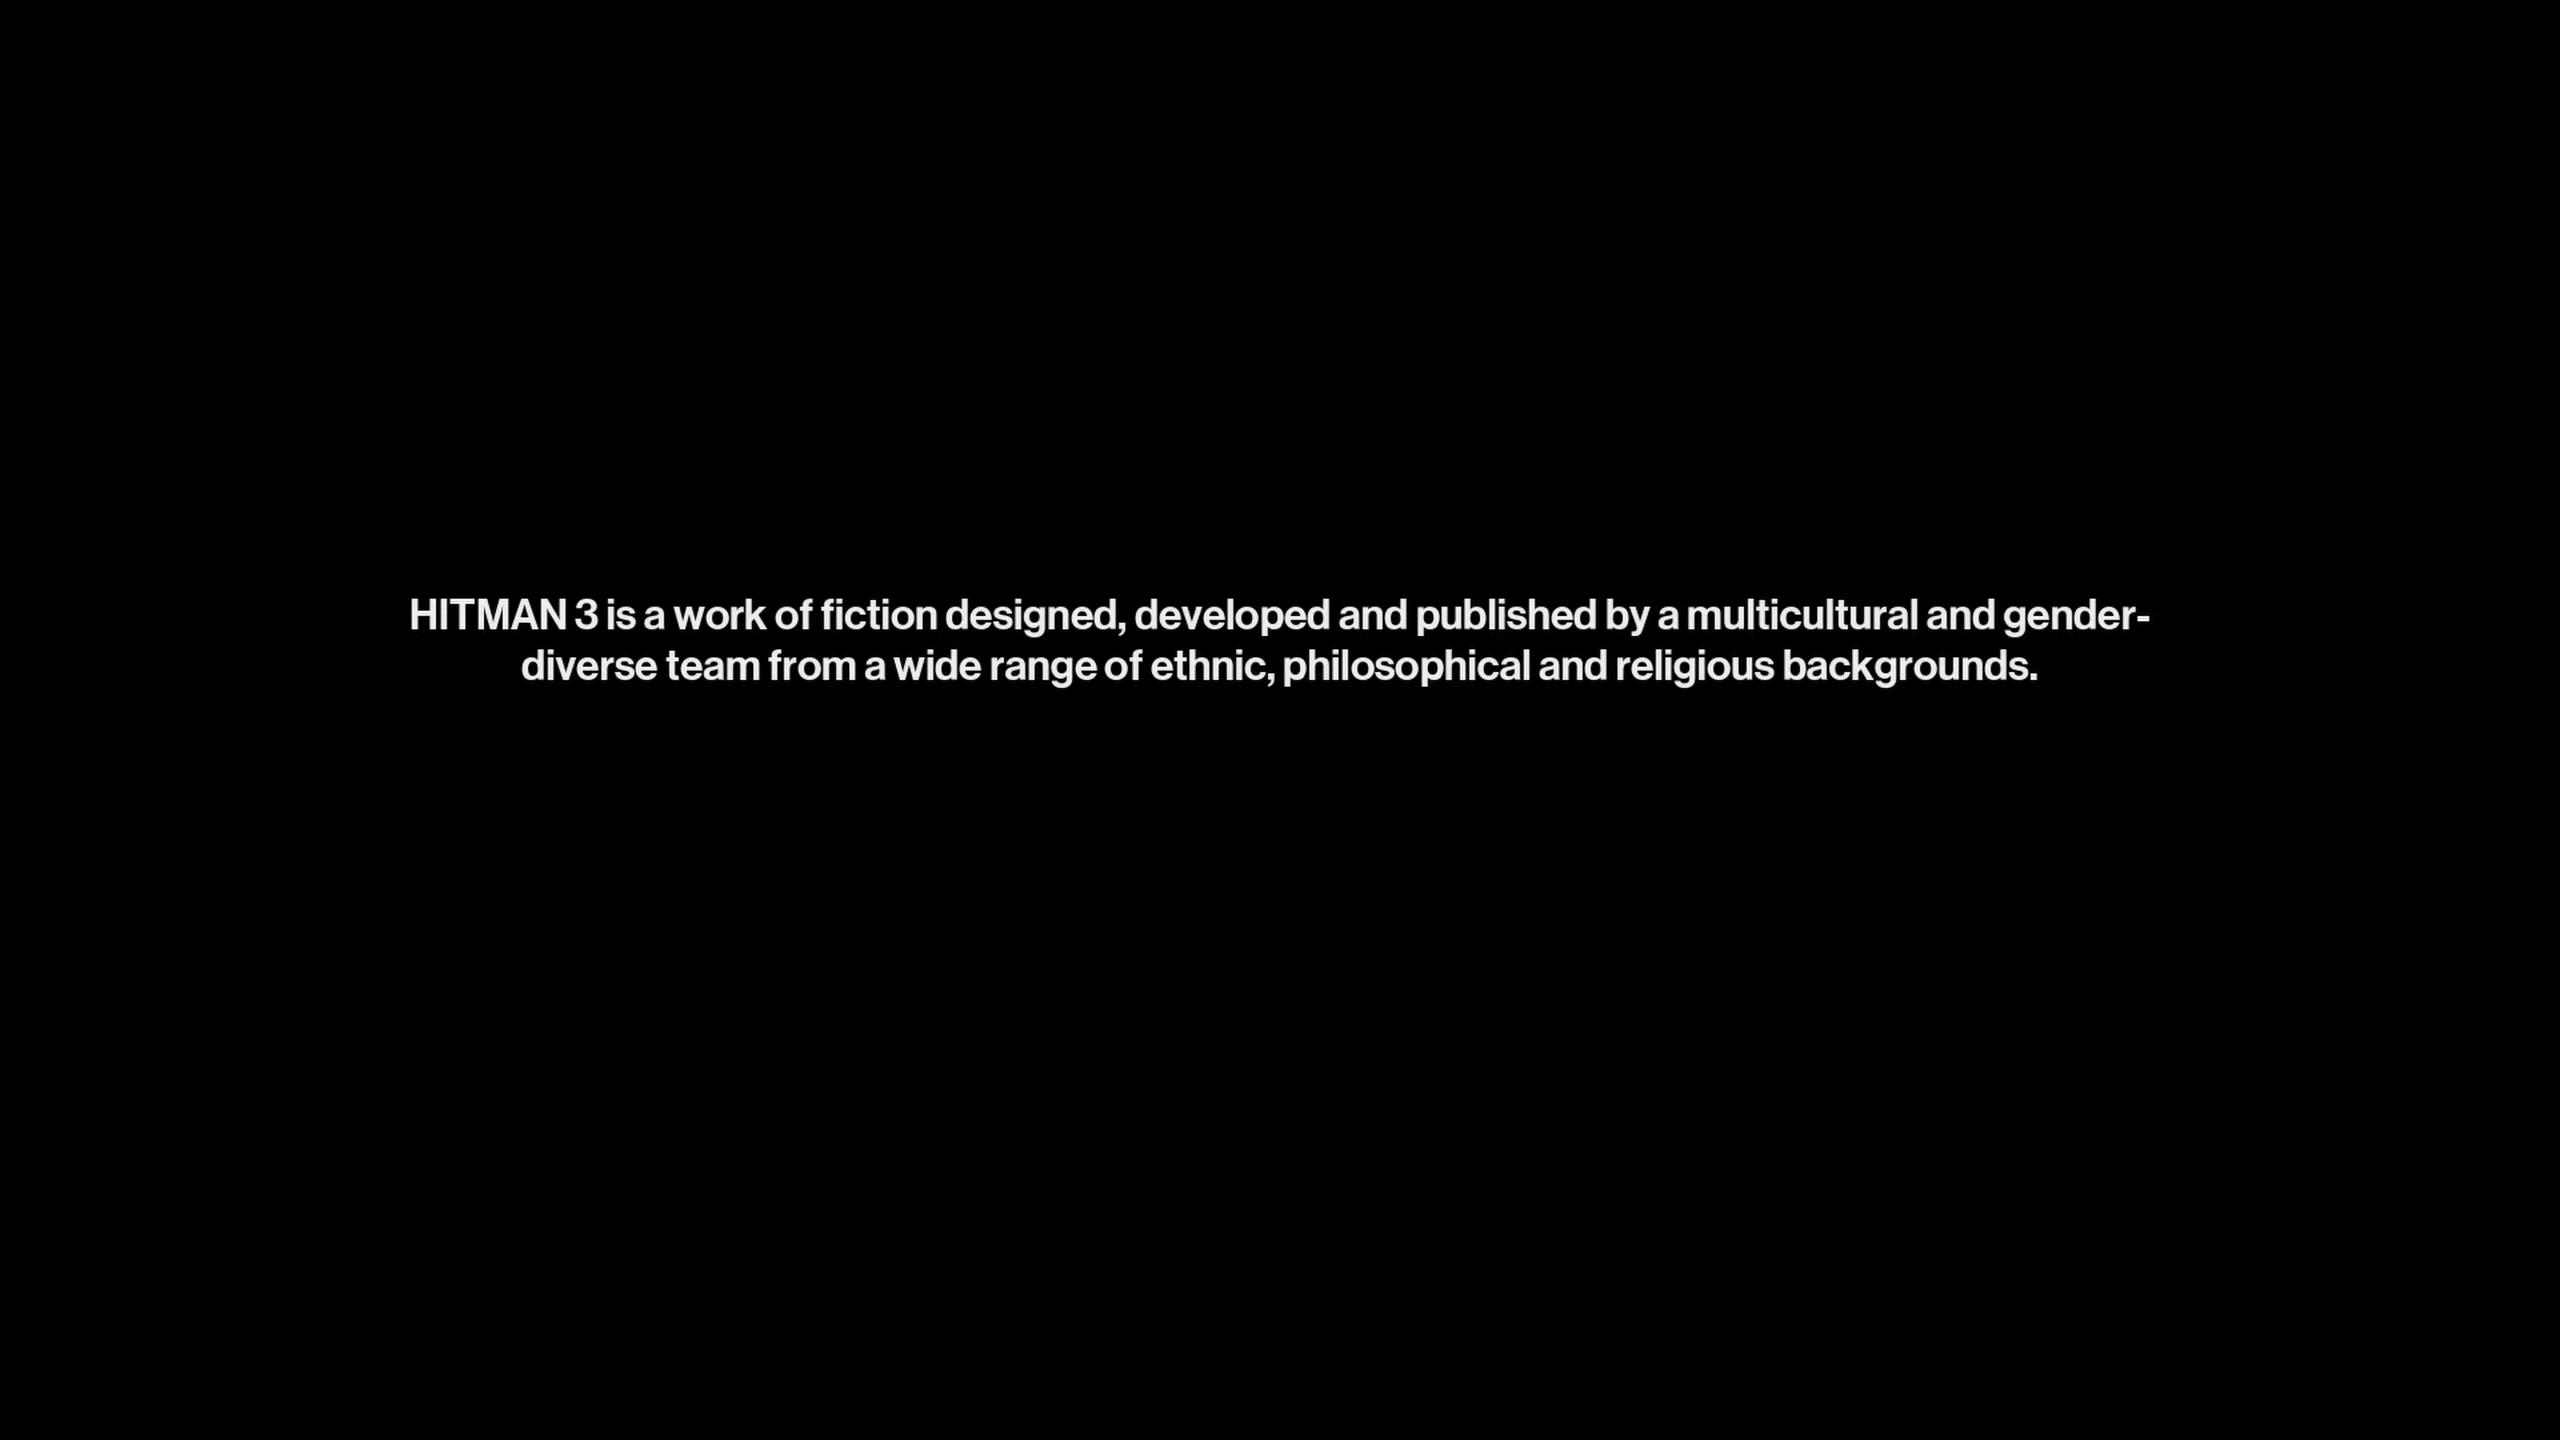 HITMAN 3 is a work of fiction designed, developed and published by a multicultural and gender-
diverse team from a wide range of ethnic, philosophical and religious backgrounds.